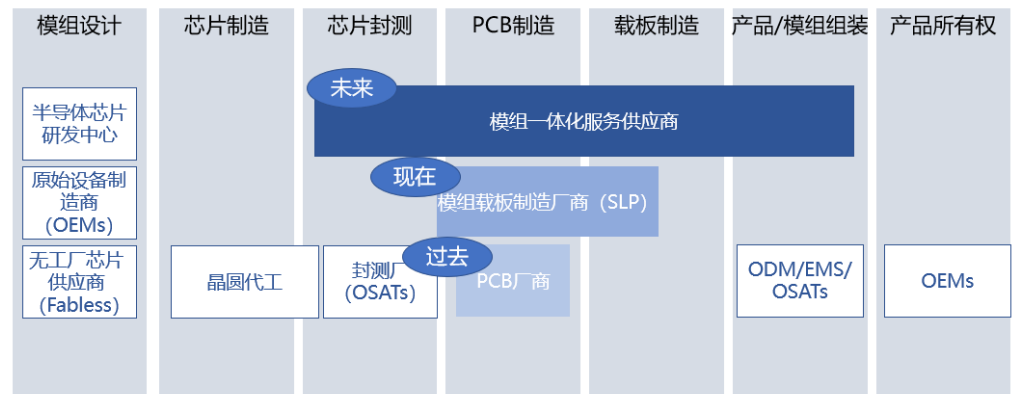 模组设计
芯片制造
芯片封测
PCB制造
载板制造
产品/模组组装
产品所有权
未来
半导体芯片
研发中心
模组一体化服务供应商
现在
原始设备制
造商
（OEMs）
模组载板制造厂商（SLP）
过去
无工厂芯片
供应商
（Fabless）
晶圆代工
封测厂
（OSATs）
PCB厂商
ODM/EMS/
OSATs
OEMs